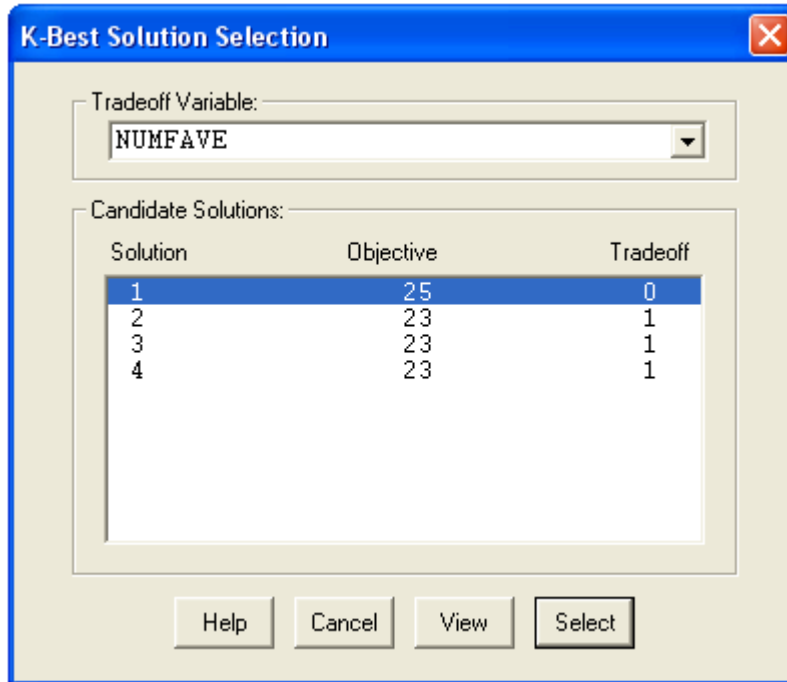 K-Best Solution Selection
Tradeoff Variable:
NUMFAVE
Candidate Solutions:
Solution Objective Tradeoff
1 25 0
2 23 1
3 23 1
4 23 1
Help Cancel View Select